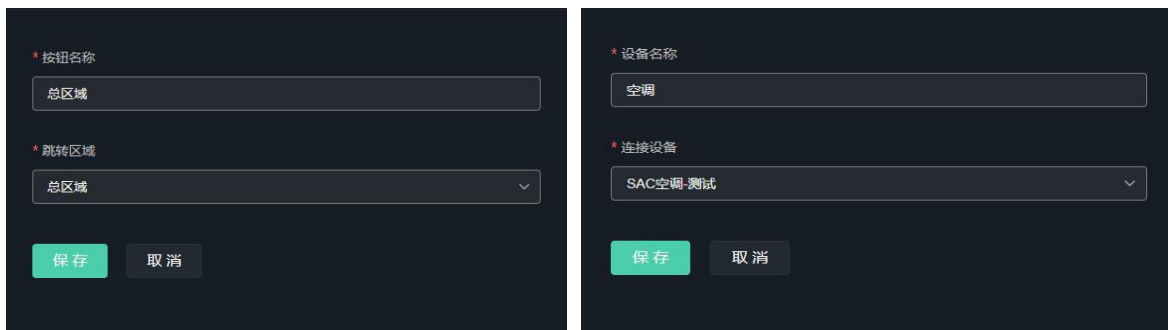 * 按钮名称
总区域
* 跳转区域
总区域
保存 取消
* 设备名称
空调
* 连接设备
SAC空调-测试
保存 取消